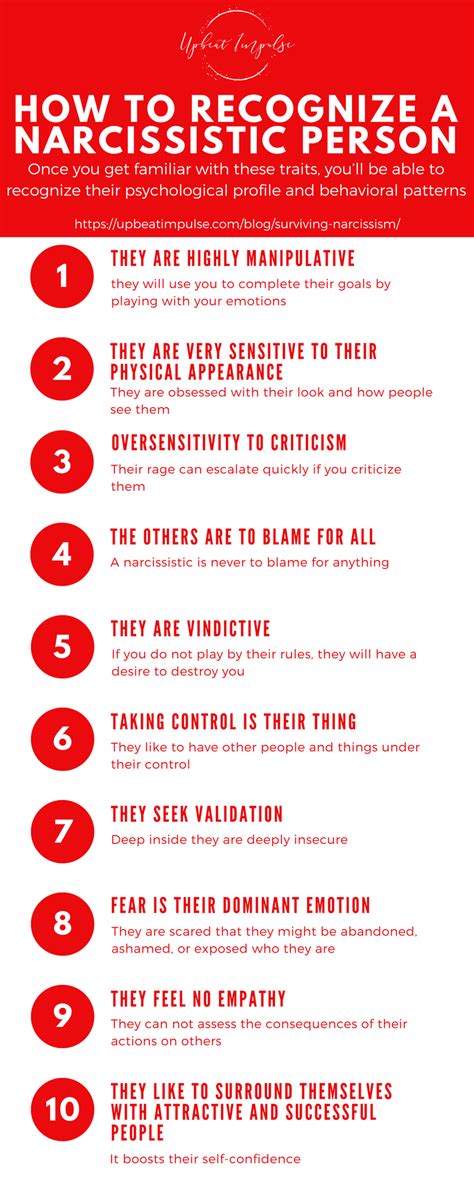 Upbeat Impulse
HOW TO RECOGNIZE A
NARCISSISTIC PERSON
Once you get familiar with these traits, you'll be able to
recognize their psychological profile and behavioral patterns
https://upbeatimpulse.com/blog/surviving-narcissism/
1
THEY ARE HIGHLY MANIPULATIVE
they will use you to complete their goals by
playing with your emotions
2
THEY ARE VERY SENSITIVE TO THEIR
PHYSICAL APPEARANCE
They are obsessed with their look and how people
see them
3
OVERSENSITIVITY TO CRITICISM
Their rage can escalate quickly if you criticize
them
4
THE OTHERS ARE TO BLAME FOR ALL
A narcissistic is never to blame for anything
5
THEY ARE VINDICTIVE
If you do not play by their rules, they will have a
desire to destroy you
6
TAKING CONTROL IS THEIR THING
They like to have other people and things under
their control
7
THEY SEEK VALIDATION
Deep inside they are deeply insecure
8
FEAR IS THEIR DOMINANT EMOTION
They are scared that they might be abandoned,
ashamed, or exposed who they are
9
THEY FEEL NO EMPATHY
They can not assess the consequences of their
actions on others
10
THEY LIKE TO SURROUND THEMSELVES
WITH ATTRACTIVE AND SUCCESSFUL
PEOPLE
It boosts their self-confidence